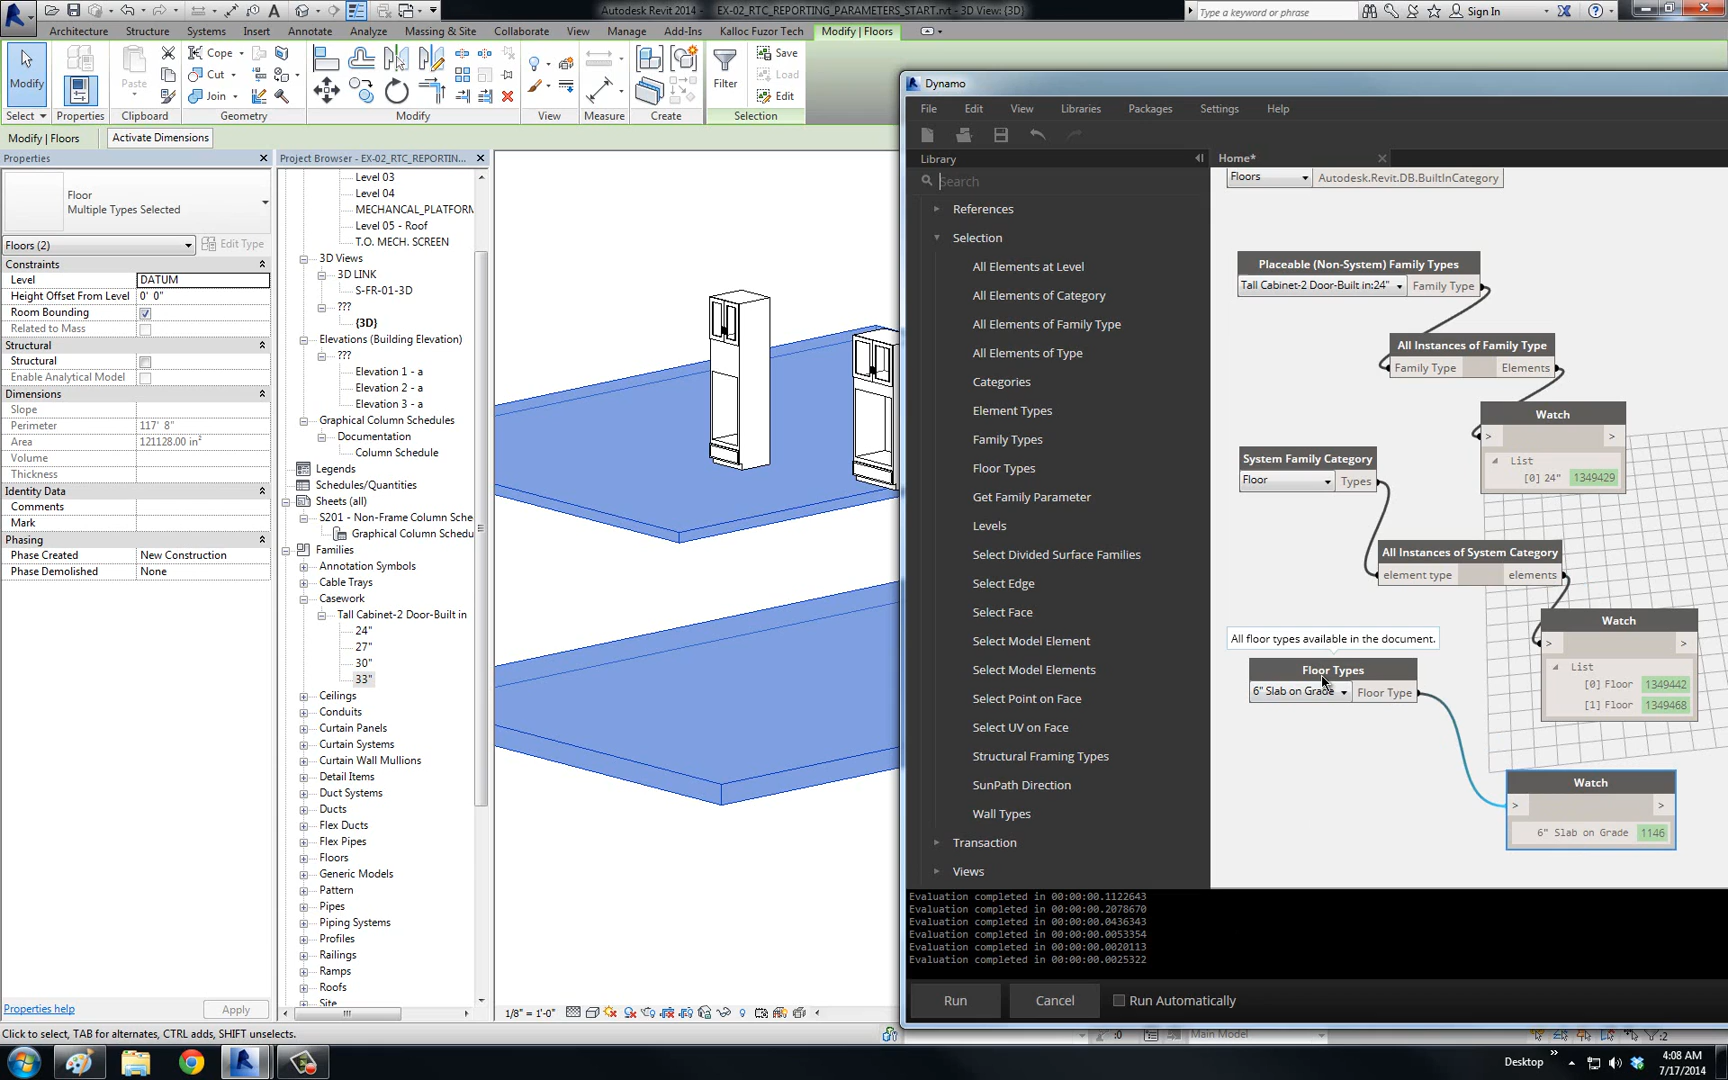 Autodesk Revit 2014 - EX-02_RTC_REPORTING_PARAMETERS_START.rvt - 3D View: {3D}
Type a keyword or phrase
Sign In
Architecture Structure Systems Insert Annotate Analyze Massing & Site Collaborate View Manage Add-Ins Kalloc Fuzor Tech Modify | Floors
Modify
Properties
Paste
Cope
Cut
Join
Filter
Save
Load
Edit
Select Properties Clipboard Geometry Modify View Measure Create Selection
Modify | Floors
Activate Dimensions
Properties
Floor
Multiple Types Selected
Floors (2)
Edit Type
Constraints
Level DATUM
Height Offset From Level 0' 0"
Room Bounding
Related to Mass
Structural
Structural
Enable Analytical Model
Dimensions
Slope
Perimeter 117' 8"
Area 121128.00 in²
Volume
Thickness
Identity Data
Comments
Mark
Phasing
Phase Created New Construction
Phase Demolished None
Properties help
Apply
Project Browser - EX-02_RTC_REPORTIN...
Level 03
Level 04
MECHANCAL_PLATFORM
Level 05 - Roof
T.O. MECH. SCREEN
3D Views
3D LINK
S-FR-01-3D
???
{3D}
Elevations (Building Elevation)
???
Elevation 1 - a
Elevation 2 - a
Elevation 3 - a
Graphical Column Schedules
Documentation
Column Schedule
Legends
Schedules/Quantities
Sheets (all)
S201 - Non-Frame Column Sche
Graphical Column Schedu
Families
Annotation Symbols
Cable Trays
Casework
Tall Cabinet-2 Door-Built in
24"
27"
30"
33"
Ceilings
Conduits
Curtain Panels
Curtain Systems
Curtain Wall Mullions
Detail Items
Duct Systems
Ducts
Flex Ducts
Flex Pipes
Floors
Generic Models
Pattern
Pipes
Piping Systems
Profiles
Railings
Ramps
Roofs
Site
1/8" = 1'-0"
Dynamo
File Edit View Libraries Packages Settings Help
Library
Home*
Search
References
Selection
All Elements at Level
All Elements of Category
All Elements of Family Type
All Elements of Type
Categories
Element Types
Family Types
Floor Types
Get Family Parameter
Levels
Select Divided Surface Families
Select Edge
Select Face
Select Model Element
Select Model Elements
Select Point on Face
Select UV on Face
Structural Framing Types
SunPath Direction
Wall Types
Transaction
Views
Floors
Autodesk.Revit.DB.BuiltInCategory
Placeable (Non-System) Family Types
Tall Cabinet-2 Door-Built in:24"
Family Type
All Instances of Family Type
Family Type Elements
Watch
> >
List
[0] 24" 1349429
System Family Category
Floor
Types
All Instances of System Category
element type elements
Watch
> >
List
[0] Floor 1349442
[1] Floor 1349468
All floor types available in the document.
Floor Types
6" Slab on Grade
Floor Type
Watch
> >
6" Slab on Grade 1146
Evaluation completed in 00:00:00.1122643
Evaluation completed in 00:00:00.2078670
Evaluation completed in 00:00:00.0436343
Evaluation completed in 00:00:00.0053354
Evaluation completed in 00:00:00.0020113
Evaluation completed in 00:00:00.0025322
Run
Cancel
Run Automatically
Click to select, TAB for alternates, CTRL adds, SHIFT unselects.
:0
Main Model
:2
Desktop
4:08 AM
7/17/2014